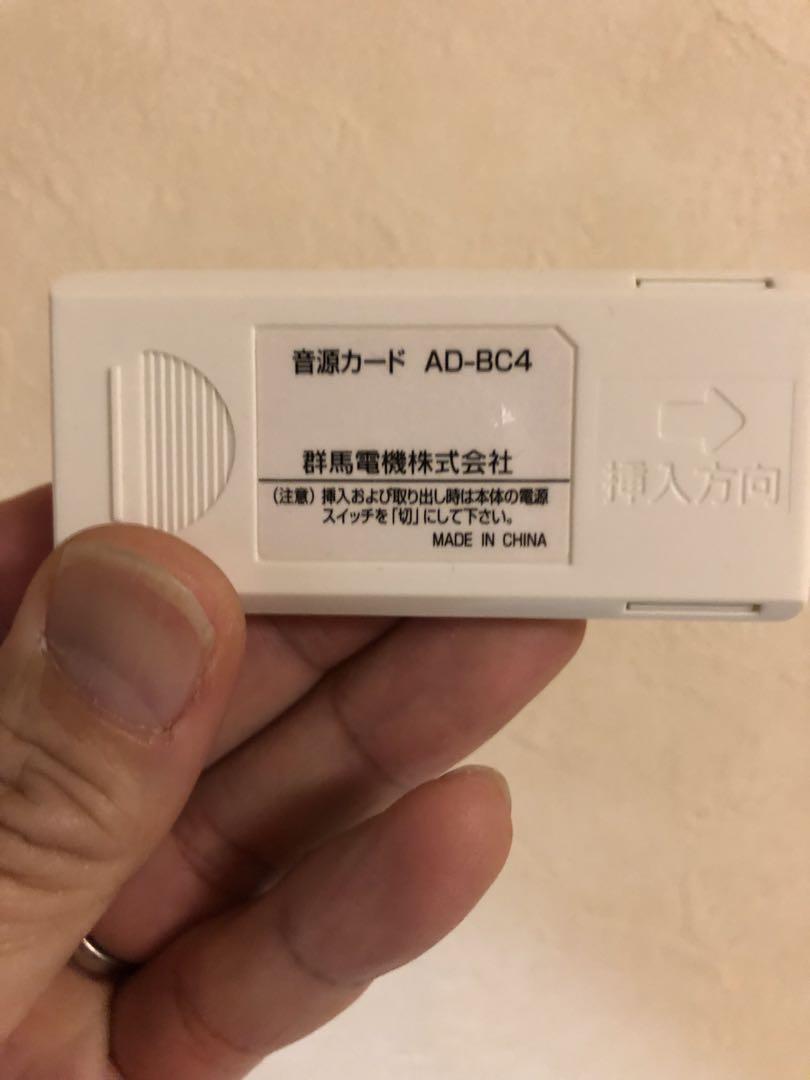 音源カード AD-BC4
群馬電機株式会社
(注意)挿入および取り出し時は本体の電源
スイッチを「切」にして下さい。
MADE IN CHINA
挿入方向